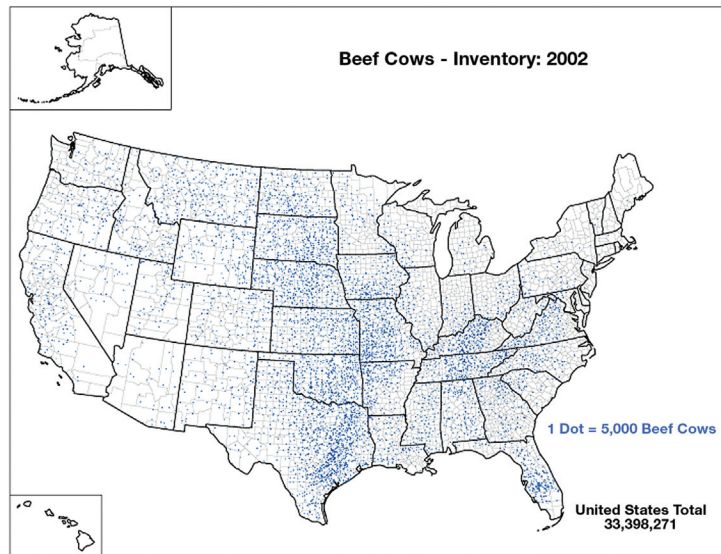 Beef Cows - Inventory: 2002
1 Dot = 5,000 Beef Cows
United States Total
33,398,271